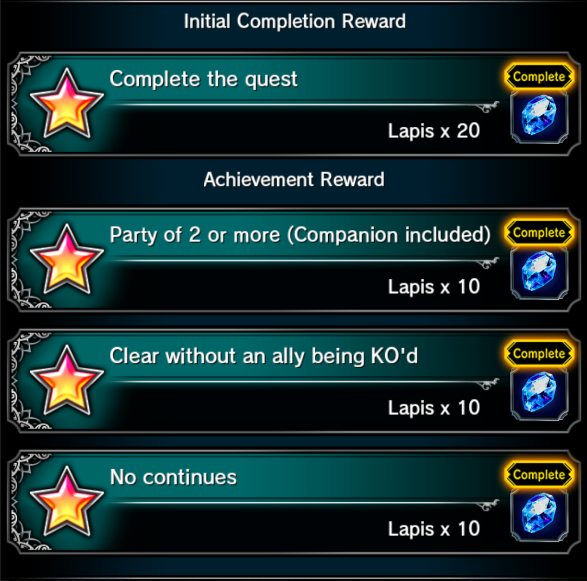 Initial Completion Reward
Complete the quest
Complete
Lapis x 20
Achievement Reward
Party of 2 or more (Companion included)
Complete
Lapis x 10
Clear without an ally being KO'd
Complete
Lapis x 10
No continues
Complete
Lapis x 10